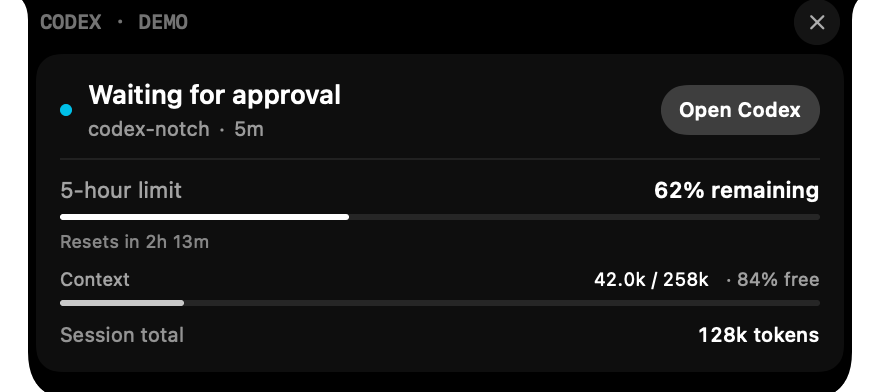 CODEX · DEMO
Waiting for approval
codex-notch · 5m
Open Codex
5-hour limit
62% remaining
Resets in 2h 13m
Context
42.0k / 258k · 84% free
Session total
128k tokens